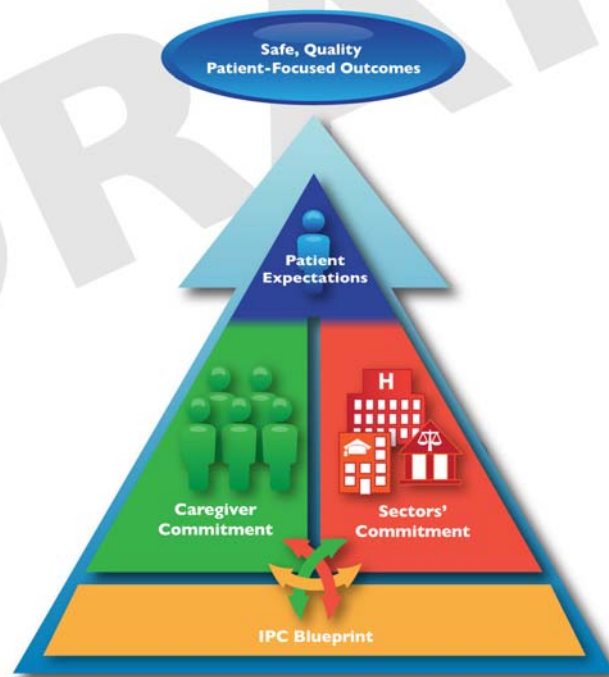 Safe, Quality
Patient-Focused Outcomes
Patient
Expectations
H
Caregiver
Commitment
Sectors'
Commitment
IPC Blueprint